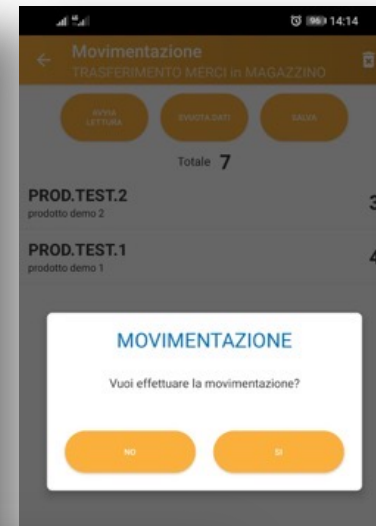 96 14:14
Movimentazione
TRASFERIMENTO MERCI in MAGAZZINO
AVVIA
LETTURA
SVUOTA DATI
SALVA
Totale 7
PROD.TEST.2
prodotto demo 2
3
PROD.TEST.1
prodotto demo 1
4
MOVIMENTAZIONE
Vuoi effettuare la movimentazione?
NO
SI